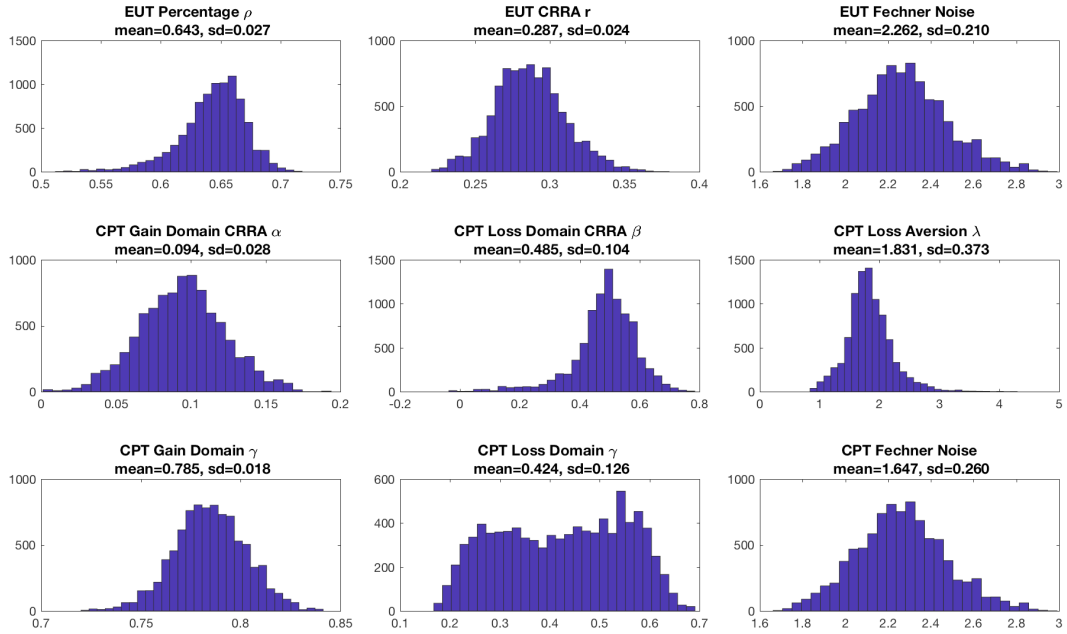 EUT Percentage ρ
mean=0.643, sd=0.027
1500
1000
500
0
0.5 0.55 0.6 0.65 0.7 0.75
EUT CRRA r
mean=0.287, sd=0.024
1000
500
0
0.2 0.25 0.3 0.35 0.4
EUT Fechner Noise
mean=2.262, sd=0.210
1000
500
0
1.6 1.8 2 2.2 2.4 2.6 2.8 3
CPT Gain Domain CRRA α
mean=0.094, sd=0.028
1000
500
0
0 0.05 0.1 0.15 0.2
CPT Loss Domain CRRA β
mean=0.485, sd=0.104
1500
1000
500
0
-0.2 0 0.2 0.4 0.6 0.8
CPT Loss Aversion λ
mean=1.831, sd=0.373
1500
1000
500
0
0 1 2 3 4 5
CPT Gain Domain γ
mean=0.785, sd=0.018
1000
500
0
0.7 0.75 0.8 0.85
CPT Loss Domain γ
mean=0.424, sd=0.126
600
400
200
0
0.1 0.2 0.3 0.4 0.5 0.6 0.7
CPT Fechner Noise
mean=1.647, sd=0.260
1000
500
0
1.6 1.8 2 2.2 2.4 2.6 2.8 3